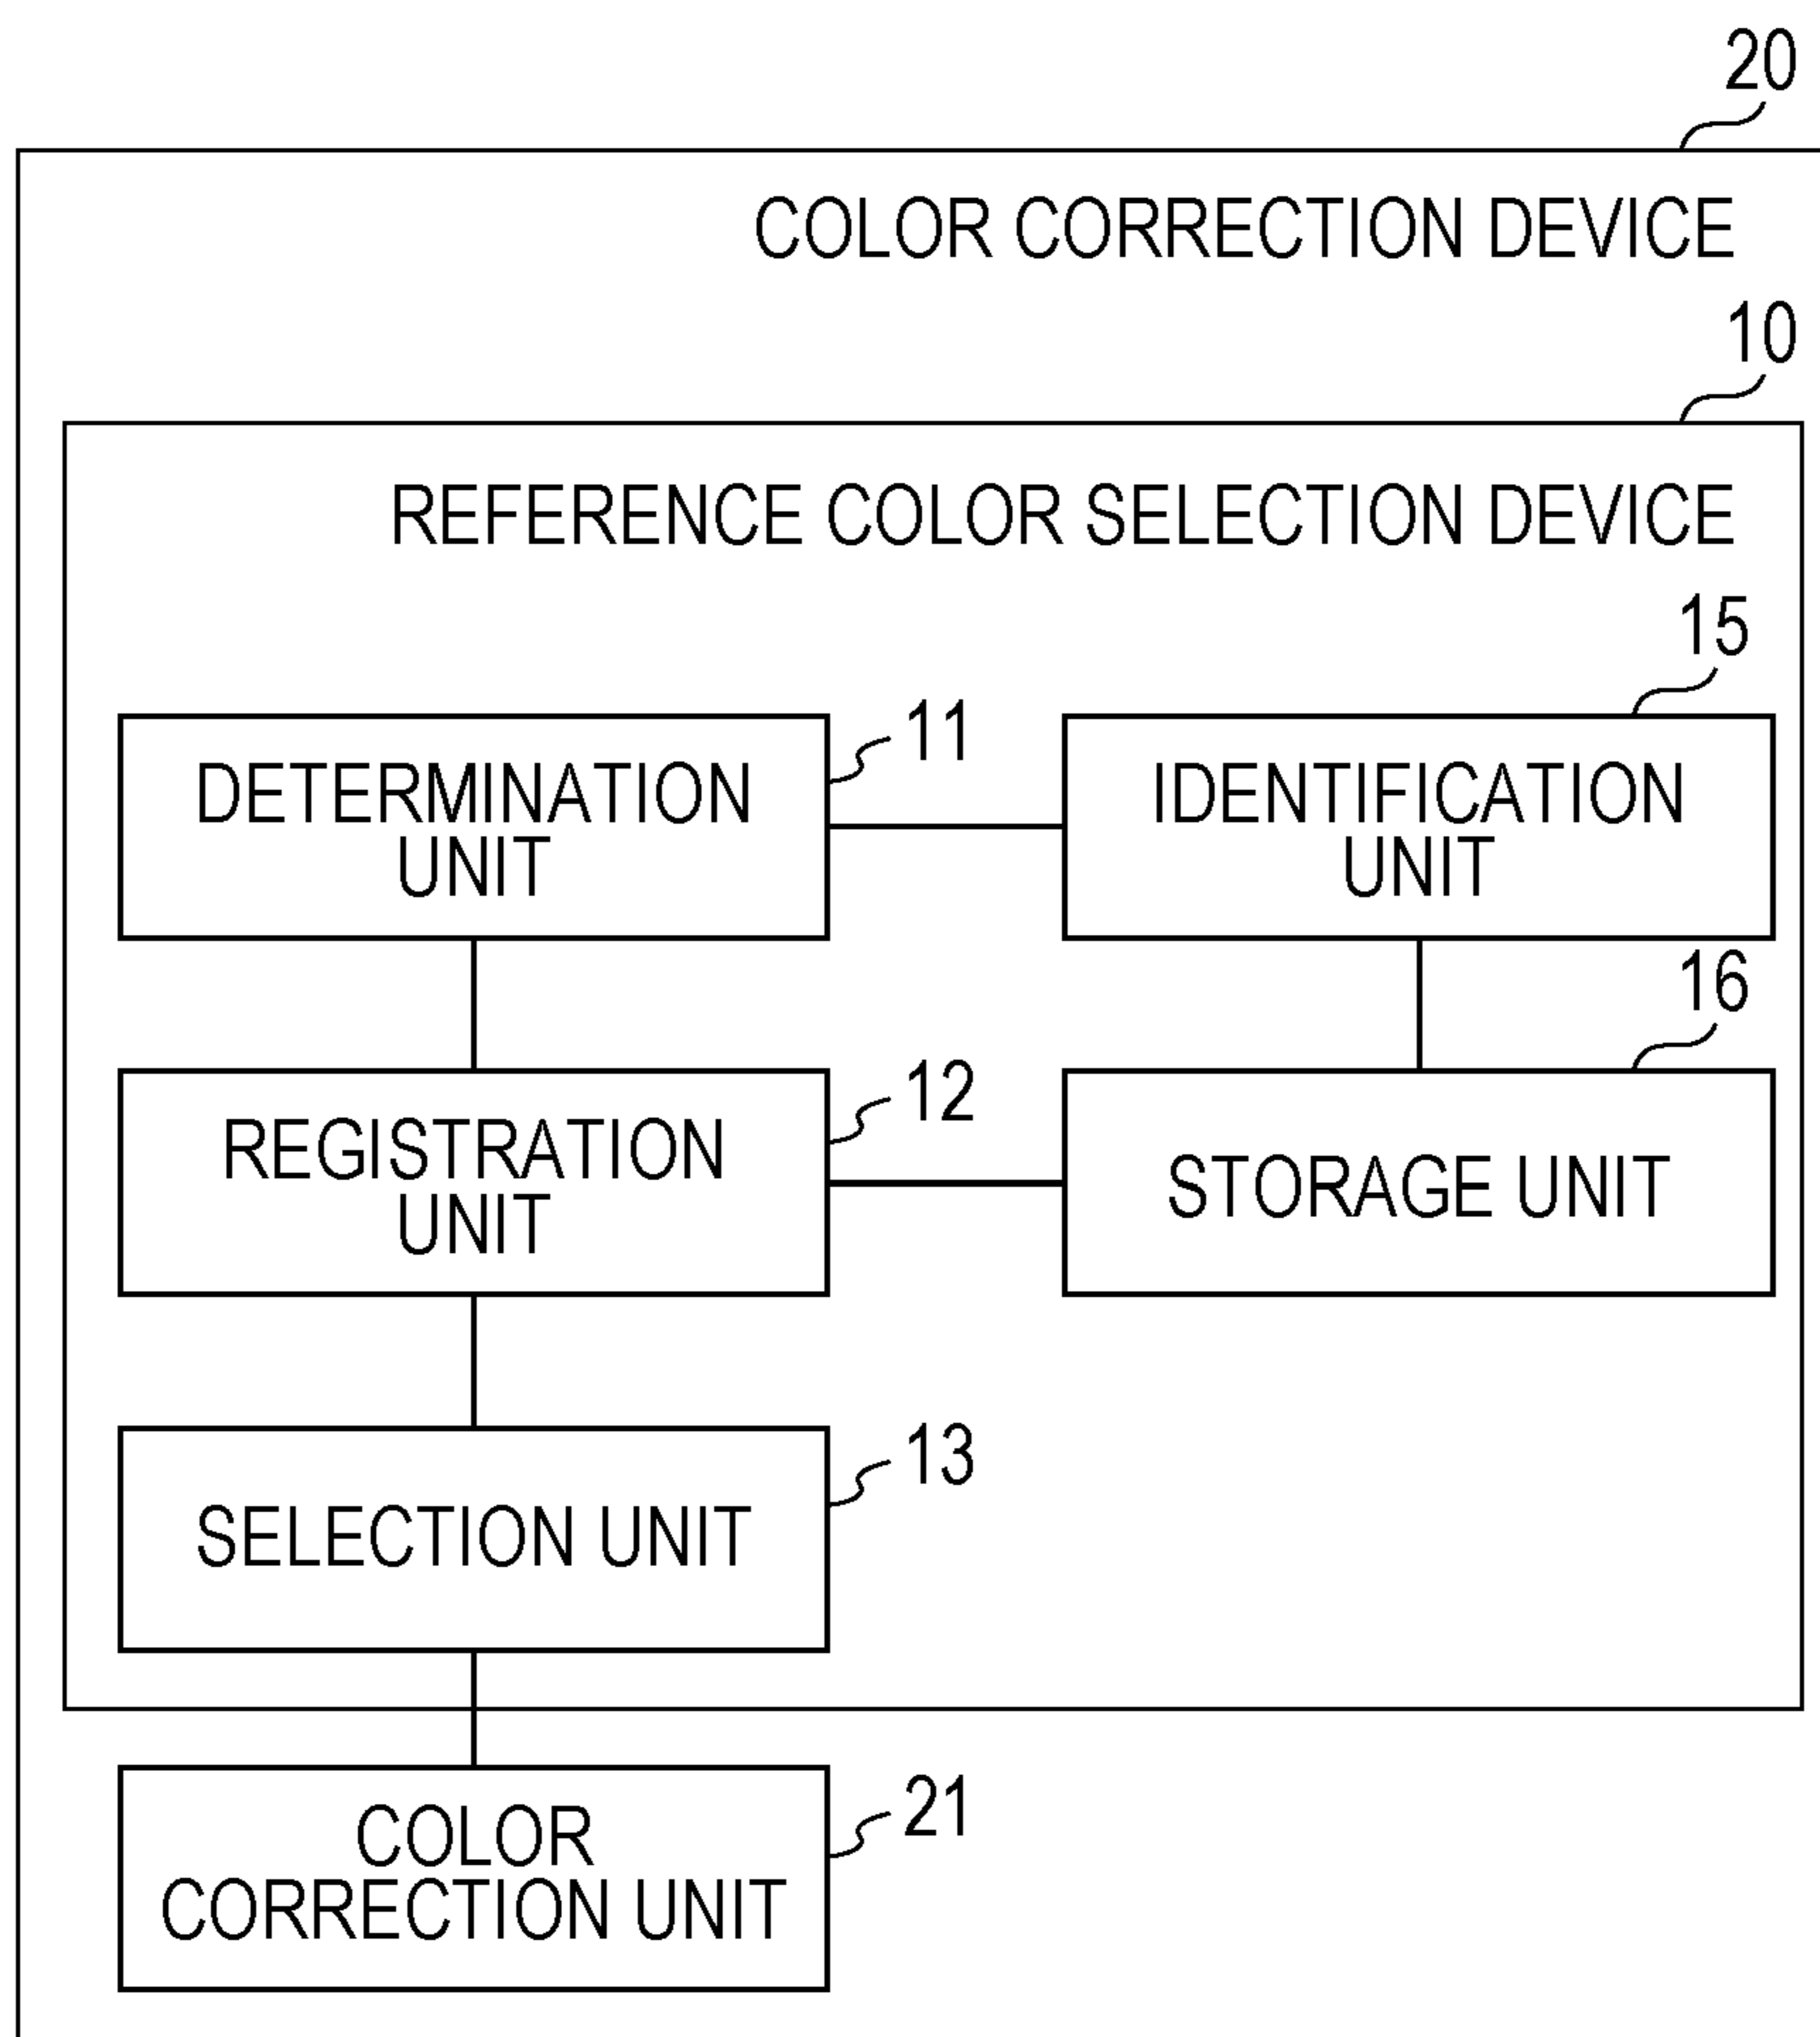 20
COLOR CORRECTION DEVICE
10
REFERENCE COLOR SELECTION DEVICE
15
11
DETERMINATION
UNIT
IDENTIFICATION
UNIT
16
12
REGISTRATION
UNIT
STORAGE UNIT
13
SELECTION UNIT
21
COLOR
CORRECTION UNIT